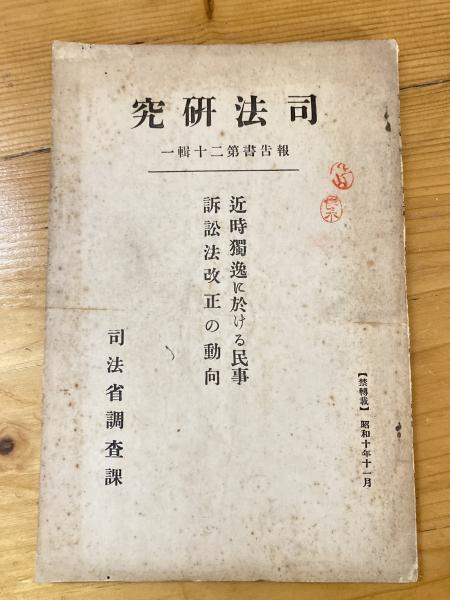 司法研究
報告書第二十輯一
【禁轉載】 昭和十年十一月
近時獨逸に於ける民事
訴訟法改正の動向
司法省調査課